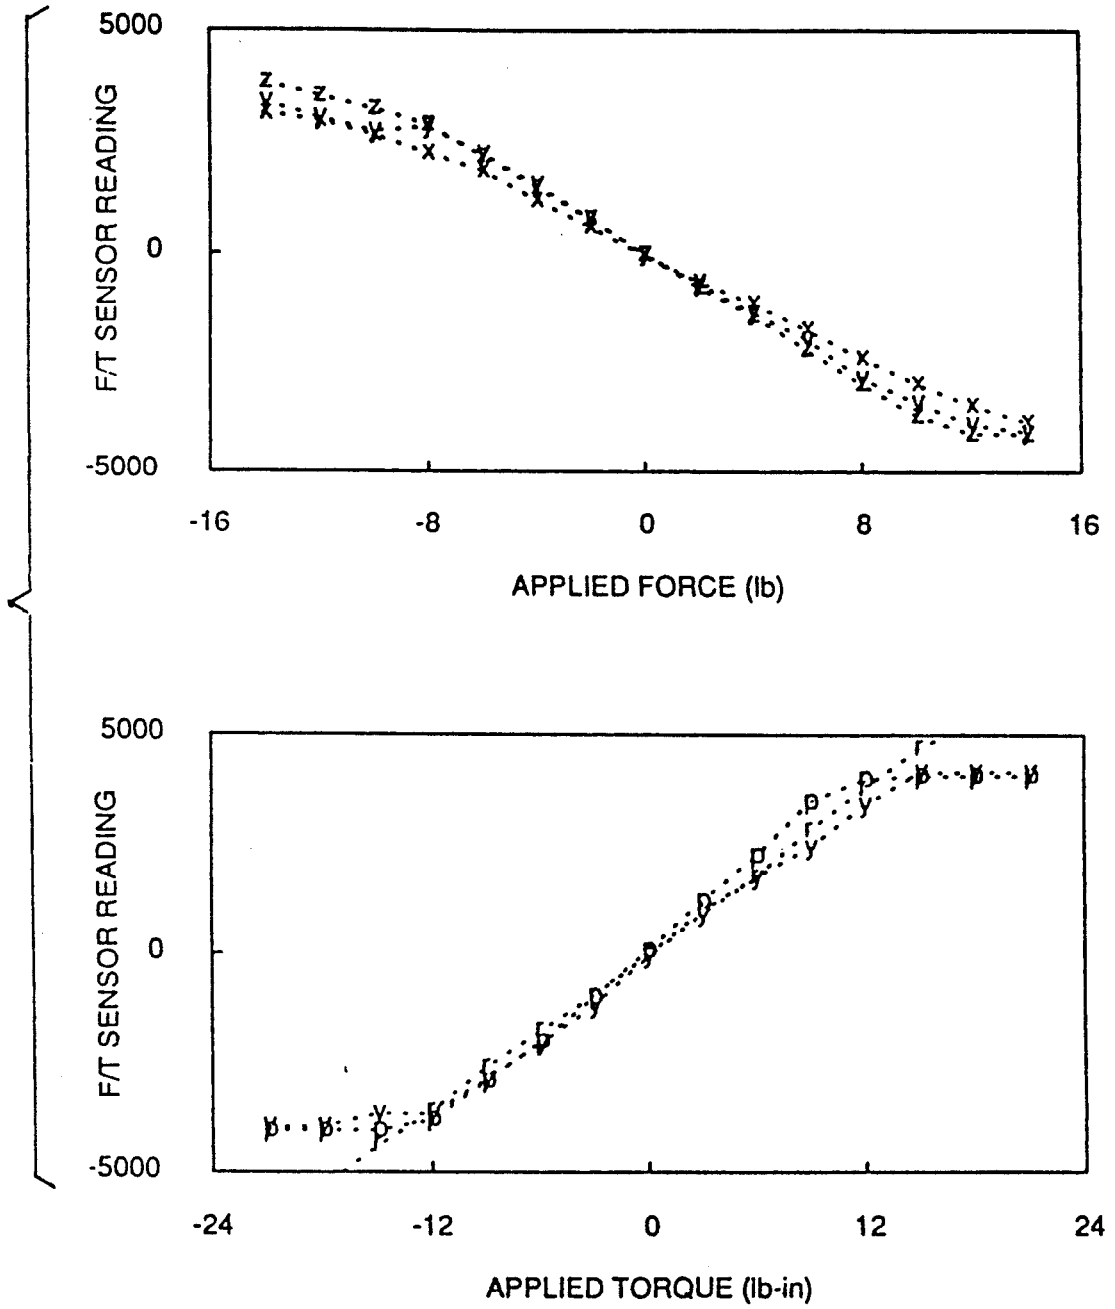 5000
F/T SENSOR READING
0
-5000
-16 -8 0 8 16
APPLIED FORCE (lb)
5000
F/T SENSOR READING
0
-5000
-24 -12 0 12 24
APPLIED TORQUE (lb-in)